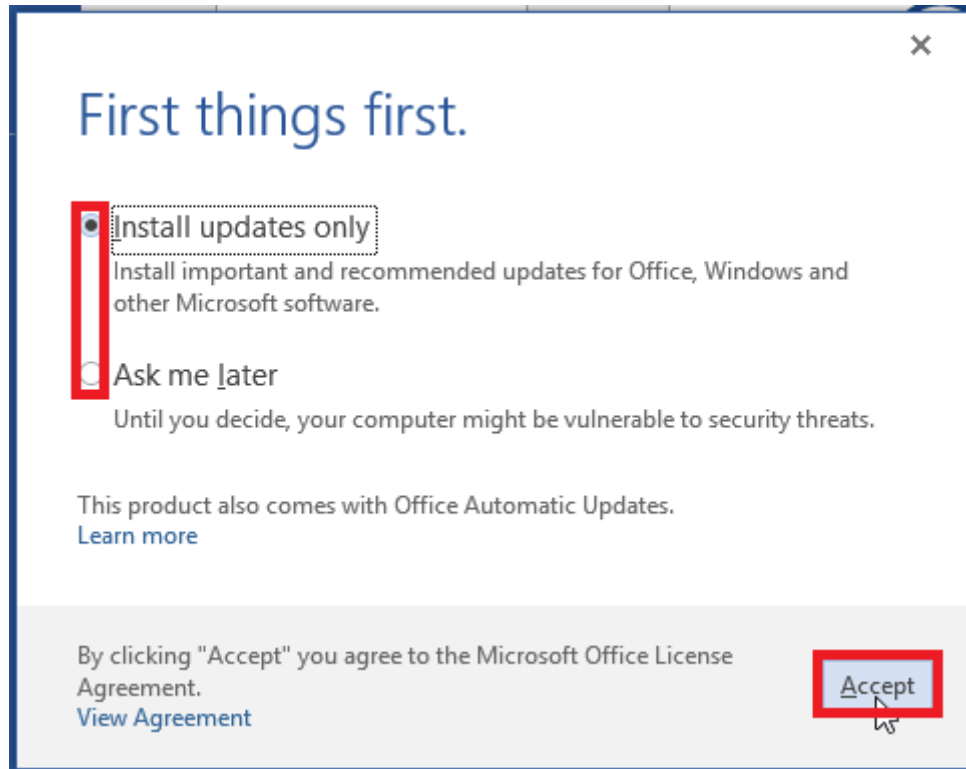 First things first.
Install updates only
Install important and recommended updates for Office, Windows and
other Microsoft software.
Ask me later
Until you decide, your computer might be vulnerable to security threats.
This product also comes with Office Automatic Updates.
Learn more
By clicking "Accept" you agree to the Microsoft Office License
Agreement.
View Agreement
Accept